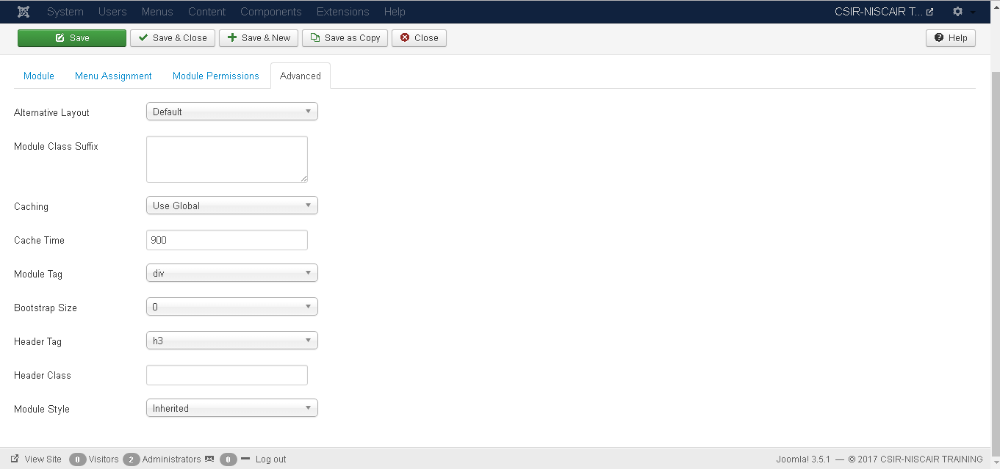 System Users Menus Content Components Extensions Help CSIR-NISCAIR T...
Save Save & Close Save & New Save as Copy Close Help
Module Menu Assignment Module Permissions Advanced
Alternative Layout Default
Module Class Suffix
Caching Use Global
Cache Time 900
Module Tag div
Bootstrap Size 0
Header Tag h3
Header Class
Module Style Inherited
View Site 0 Visitors 2 Administrators 0 Log out Joomla! 3.5.1 — © 2017 CSIR-NISCAIR TRAINING